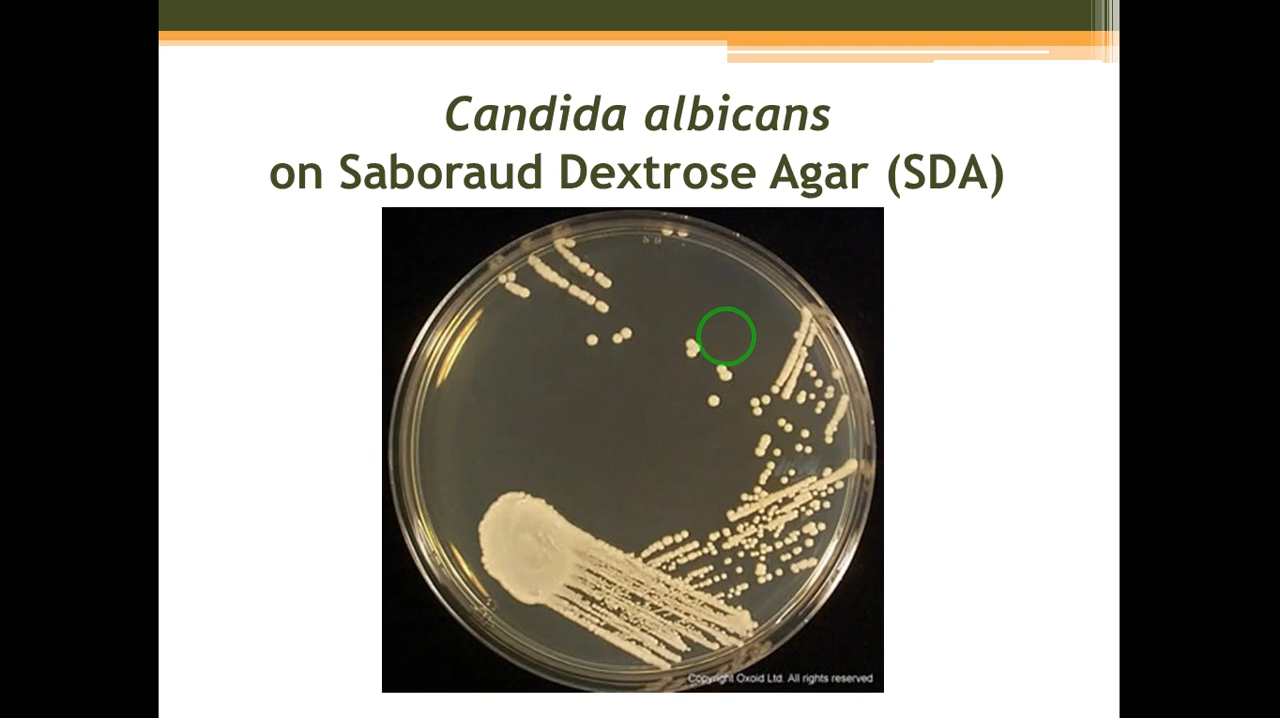 Candida albicans
on Saboraud Dextrose Agar (SDA)
Copyright Oxoid Ltd. All rights reserved